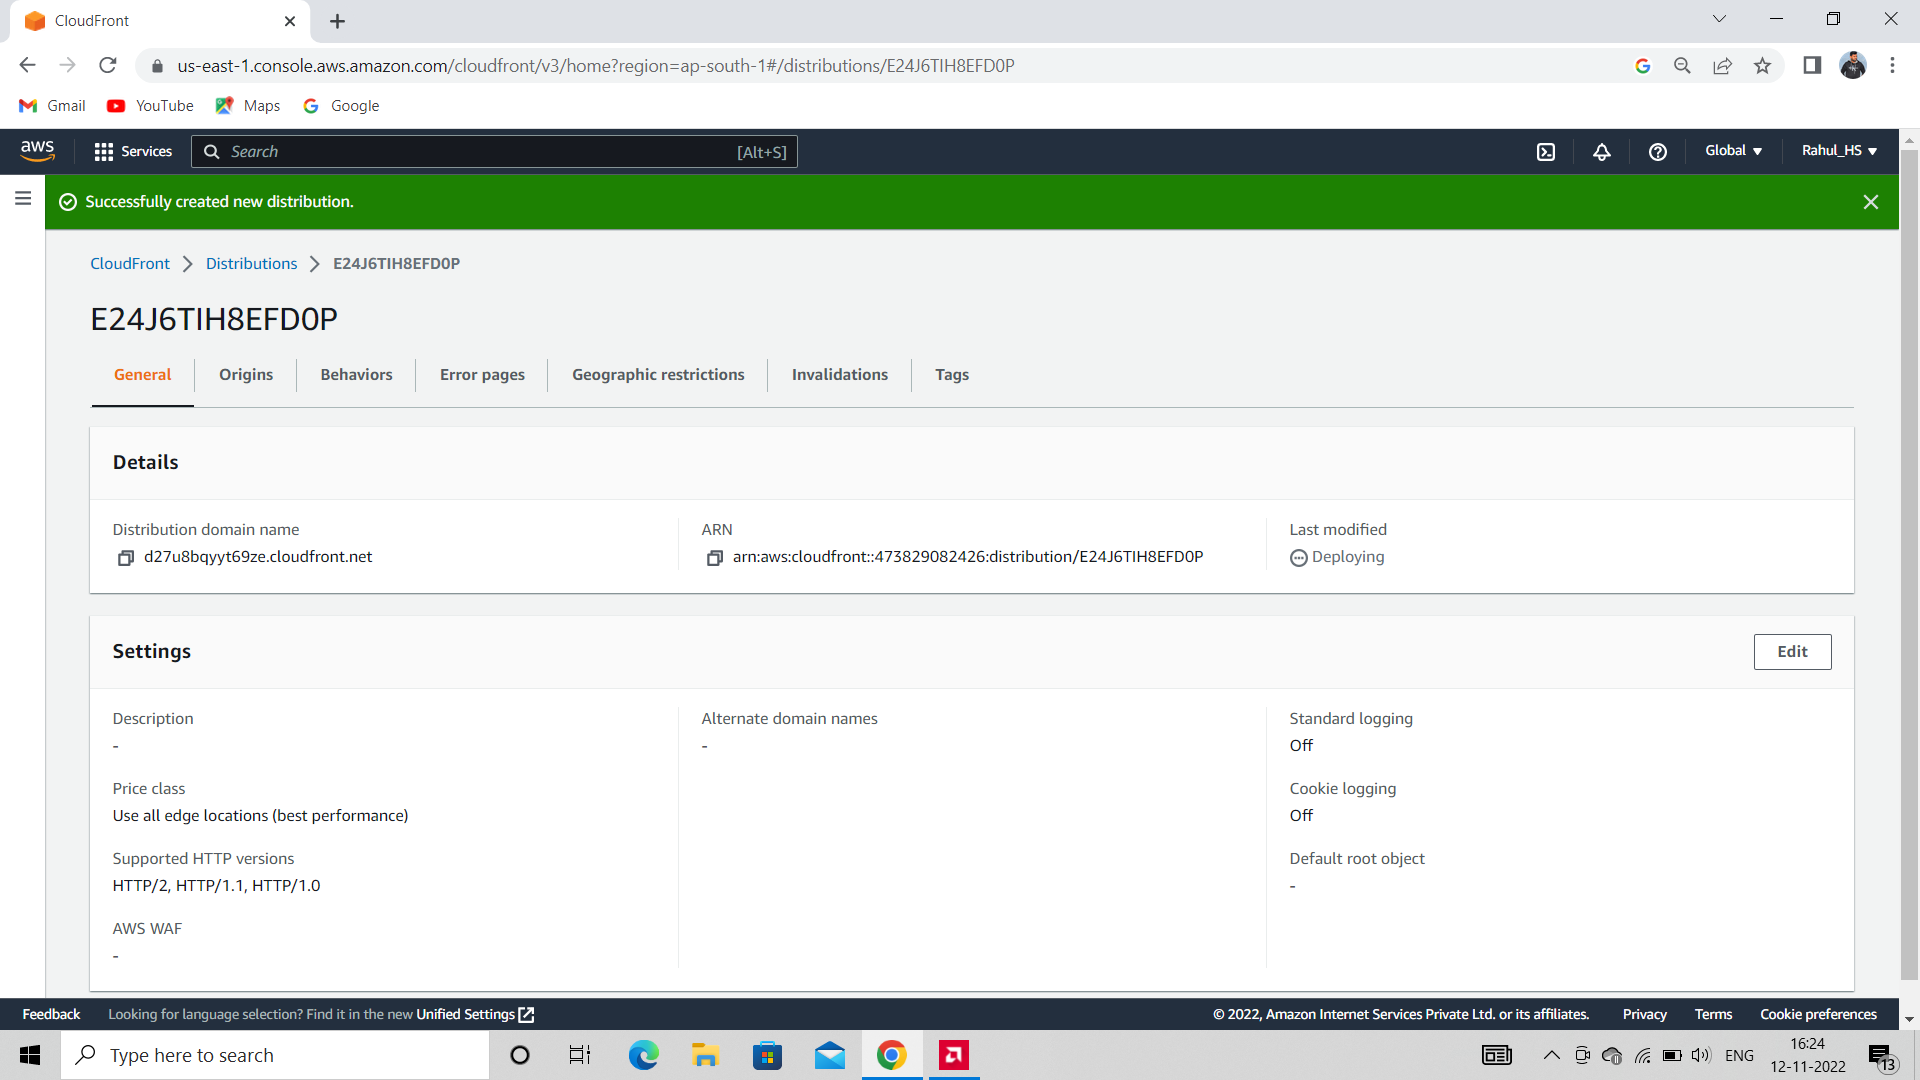 CloudFront
us-east-1.console.aws.amazon.com/cloudfront/v3/home?region=ap-south-1#/distributions/E24J6TIH8EFD0P
Gmail YouTube Maps Google
aws Services Search [Alt+S] Global Rahul_HS
Successfully created new distribution.
CloudFront Distributions E24J6TIH8EFD0P
E24J6TIH8EFD0P
General Origins Behaviors Error pages Geographic restrictions Invalidations Tags
Details
Distribution domain name ARN Last modified
d27u8bqyyt69ze.cloudfront.net arn:aws:cloudfront::473829082426:distribution/E24J6TIH8EFD0P Deploying
Settings Edit
Description Alternate domain names Standard logging
- - Off
Price class Cookie logging
Use all edge locations (best performance) Off
Supported HTTP versions Default root object
HTTP/2, HTTP/1.1, HTTP/1.0 -
AWS WAF
-
Feedback Looking for language selection? Find it in the new Unified Settings © 2022, Amazon Internet Services Private Ltd. or its affiliates. Privacy Terms Cookie preferences
Type here to search ENG 16:24
12-11-2022 13